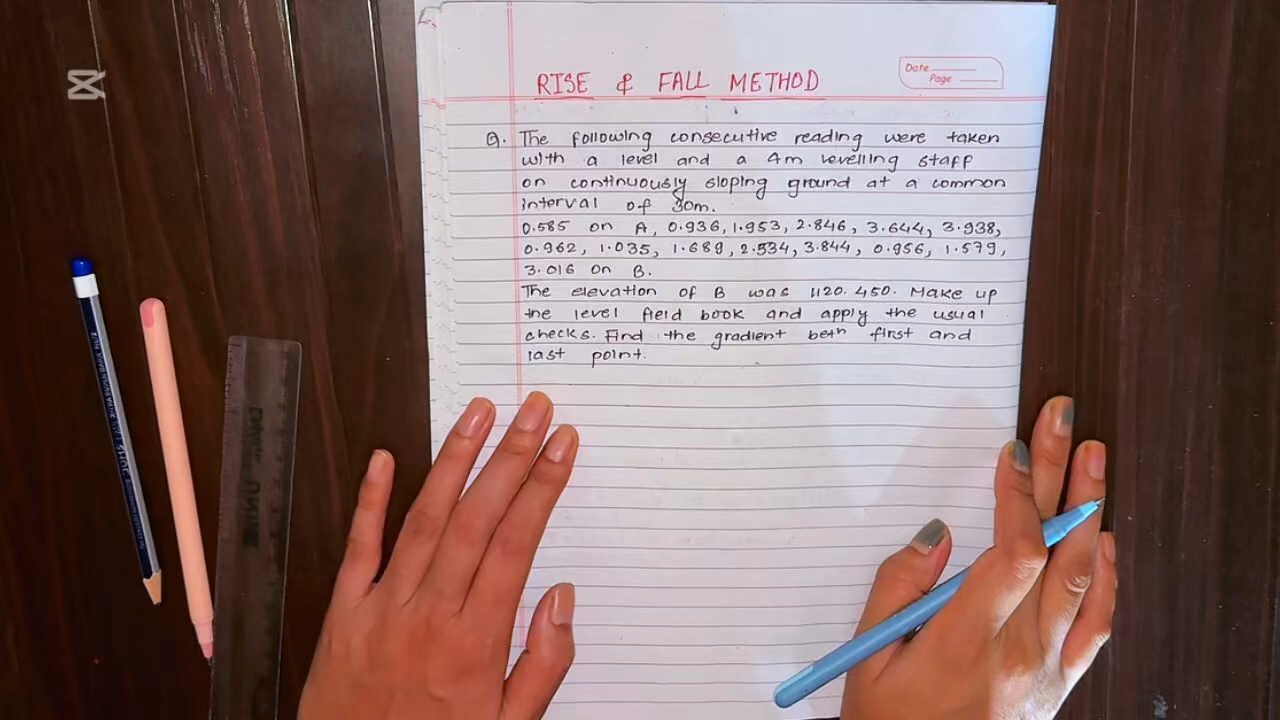 RISE & FALL METHOD
Date
Page
Q. The following consecutive reading were taken
with a level and a 4m levelling staff
on continuously sloping ground at a common
interval of 30m.
0.585 on A, 0.936, 1.953, 2.846, 3.644, 3.938,
0.962, 1.035, 1.689, 2.534, 3.844, 0.956, 1.579,
3.016 on B.
The elevation of B was 1120.450. Make up
the level field book and apply the usual
checks. Find the gradient betn first and
last point.